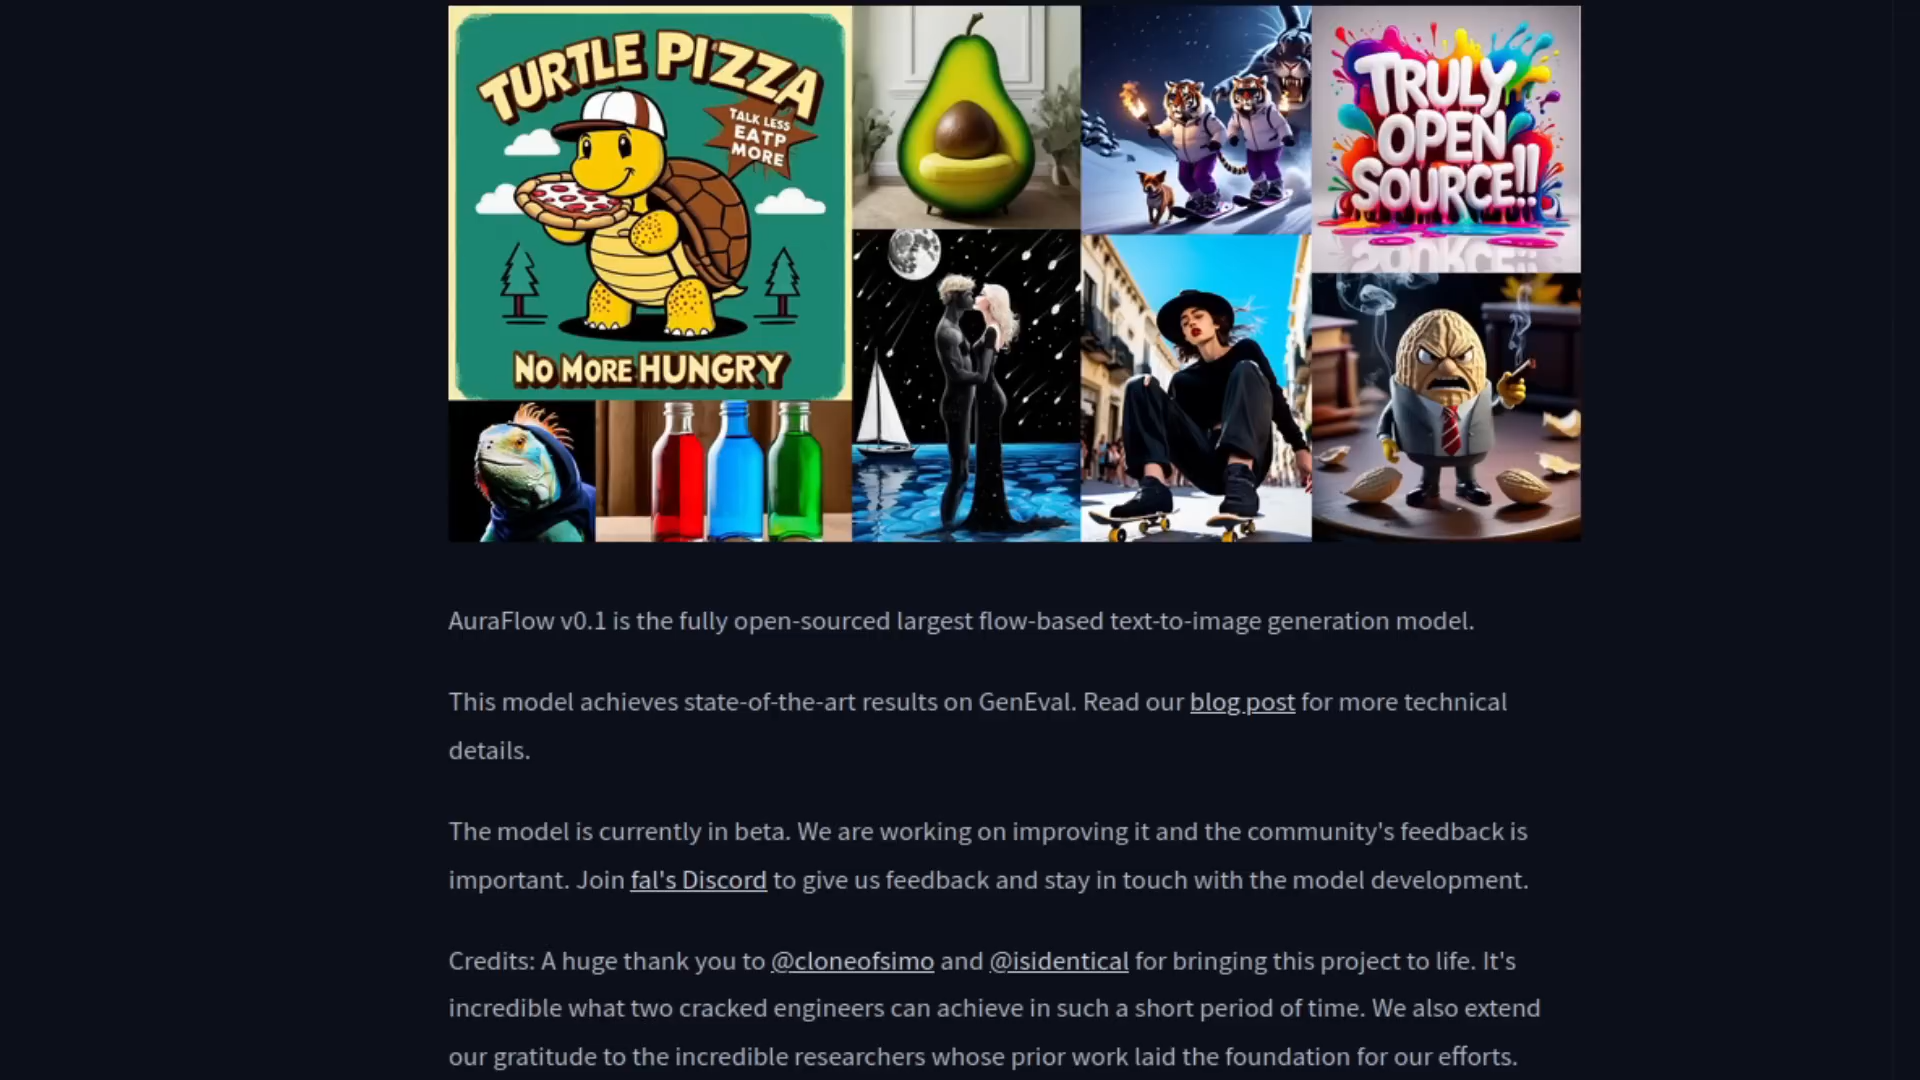 TURTLE PIZZA
TALK LESS
EATP
MORE
NO MORE HUNGRY
TRULY
OPEN
SOURCE!!
AuraFlow v0.1 is the fully open-sourced largest flow-based text-to-image generation model.
This model achieves state-of-the-art results on GenEval. Read our blog post for more technical
details.
The model is currently in beta. We are working on improving it and the community's feedback is
important. Join fal's Discord to give us feedback and stay in touch with the model development.
Credits: A huge thank you to @cloneofsimo and @isidentical for bringing this project to life. It's
incredible what two cracked engineers can achieve in such a short period of time. We also extend
our gratitude to the incredible researchers whose prior work laid the foundation for our efforts.